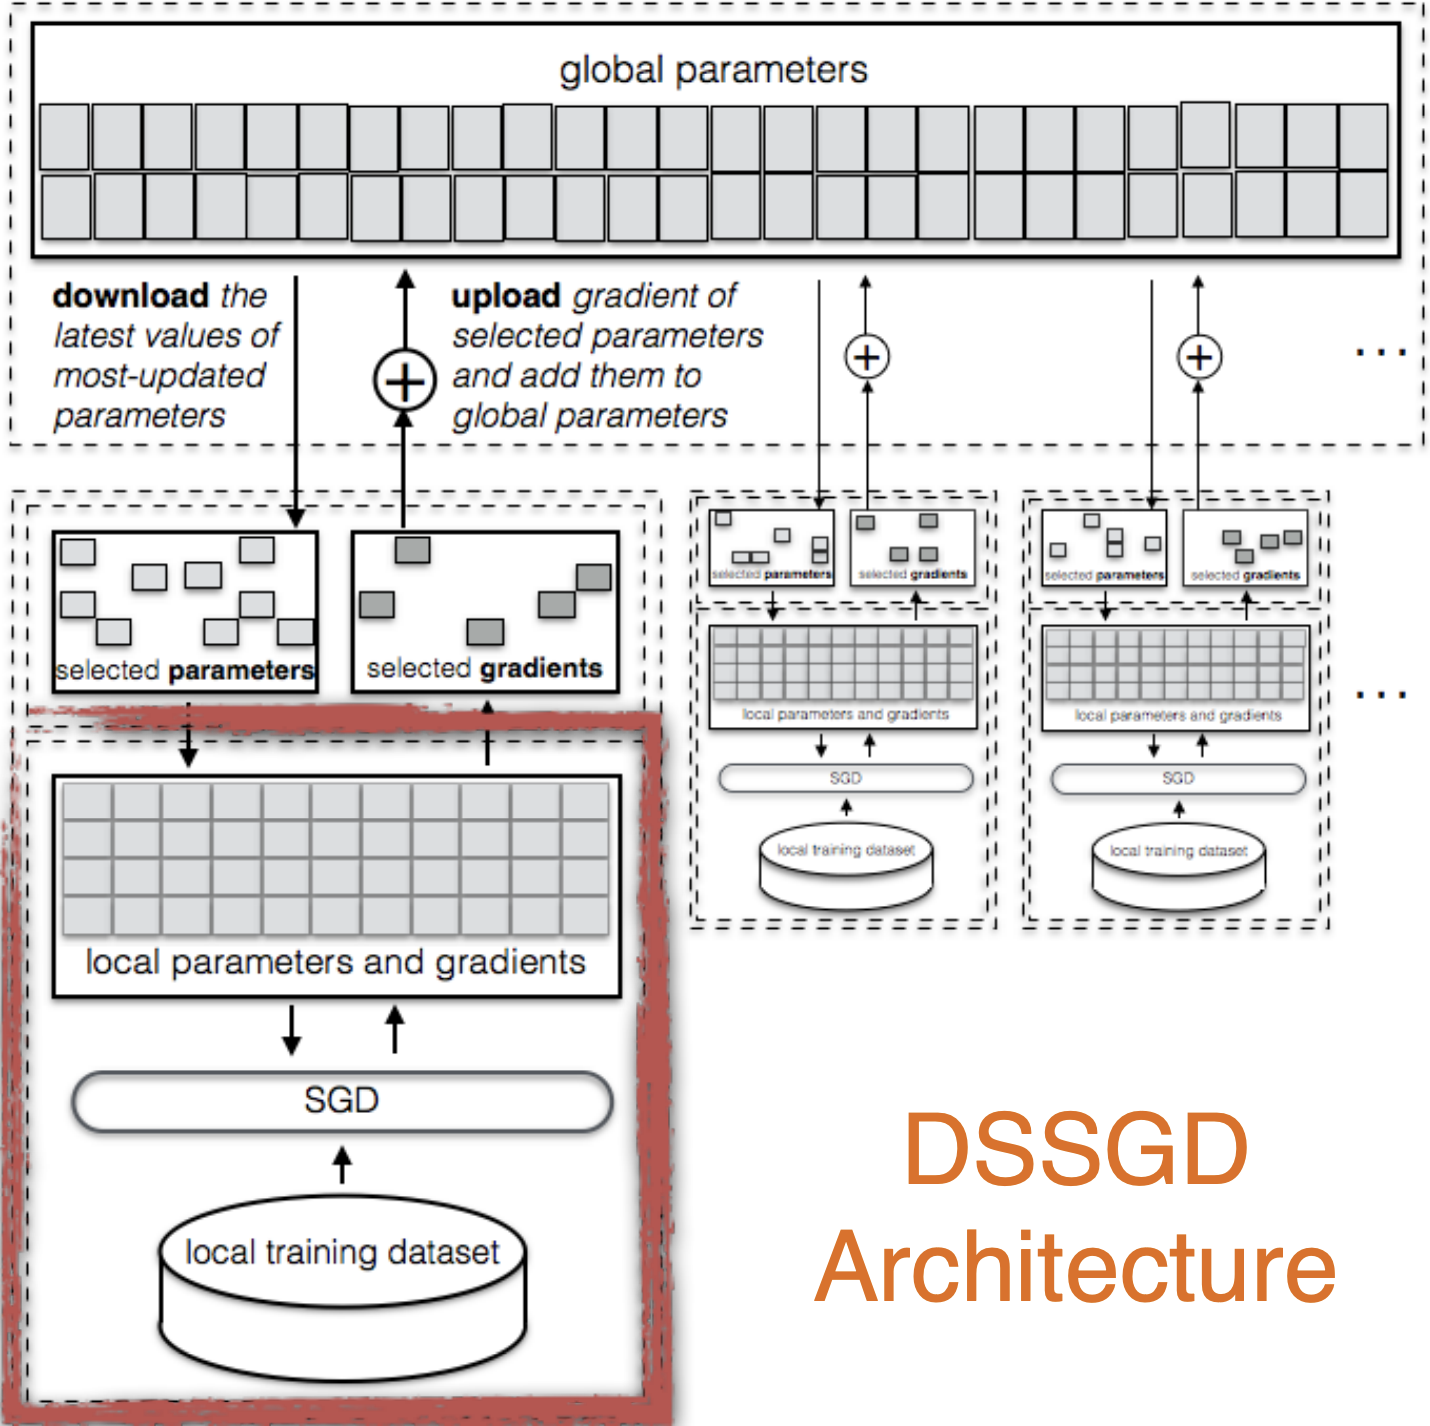 global parameters
download the
latest values of
most-updated
parameters
upload gradient of
selected parameters
and add them to
global parameters
...
selected parameters
selected gradients
local parameters and gradients
SGD
local training dataset
selected parameters
selected gradients
local parameters and gradients
SGD
local training dataset
selected parameters
selected gradients
local parameters and gradients
SGD
local training dataset
...
DSSGD
Architecture